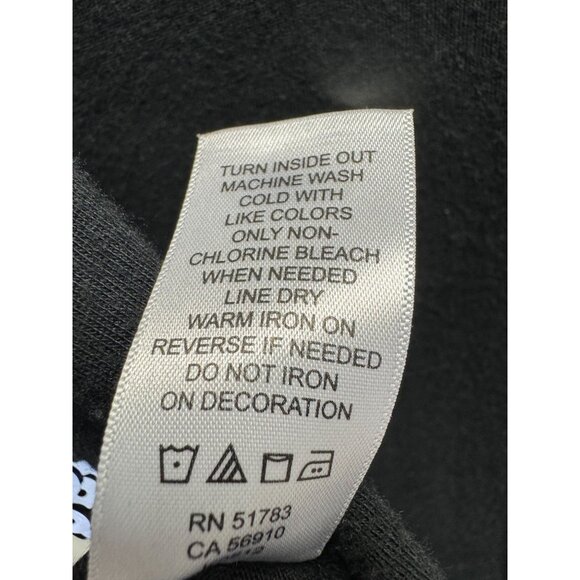 TURN INSIDE OUT
MACHINE WASH
COLD WITH
LIKE COLORS
ONLY NON-
CHLORINE BLEACH
WHEN NEEDED
LINE DRY
WARM IRON ON
REVERSE IF NEEDED
DO NOT IRON
ON DECORATION
RN 51783
CA 56910